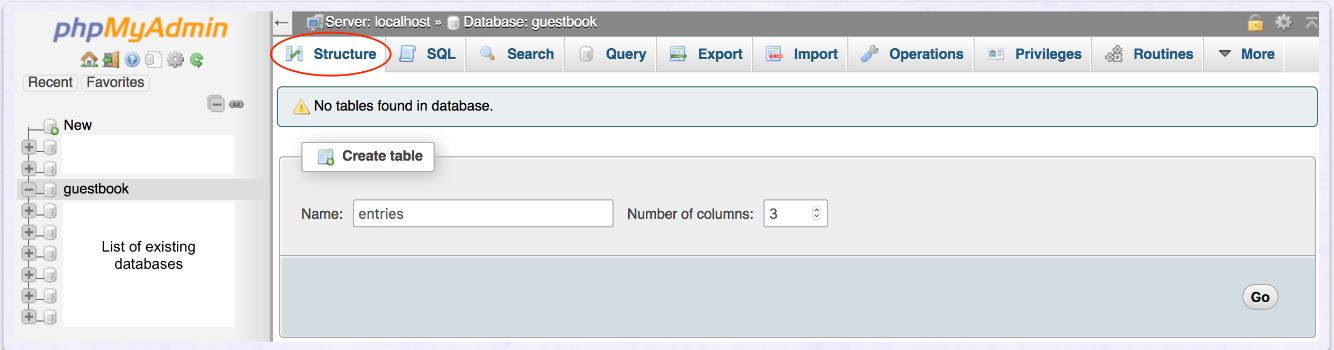 phpMyAdmin
Recent Favorites
New
guestbook
List of existing
databases
Server: localhost » Database: guestbook
Structure SQL Search Query Export Import Operations Privileges Routines More
No tables found in database.
Create table
Name: entries Number of columns: 3
Go